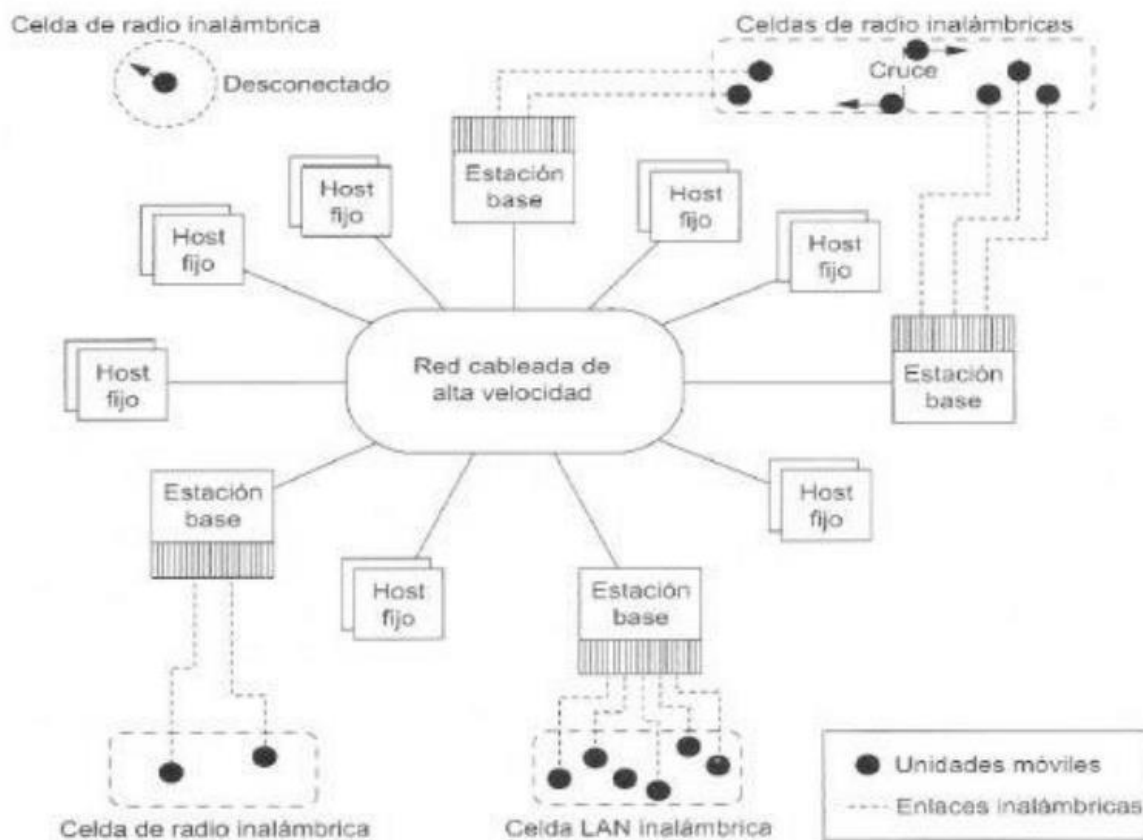 Celda de radio inalámbrica
Celdas de radio inalámbricas
Desconectado
Cruce
Estación
base
Host
fijo
Host
fijo
Host
fijo
Host
fijo
Host
fijo
Red cableada de
alta velocidad
Estación
base
Estación
base
Host
fijo
Host
fijo
Estación
base
Unidades móviles
Enlaces inalámbricas
Celda de radio inalámbrica
Celda LAN inalámbrica